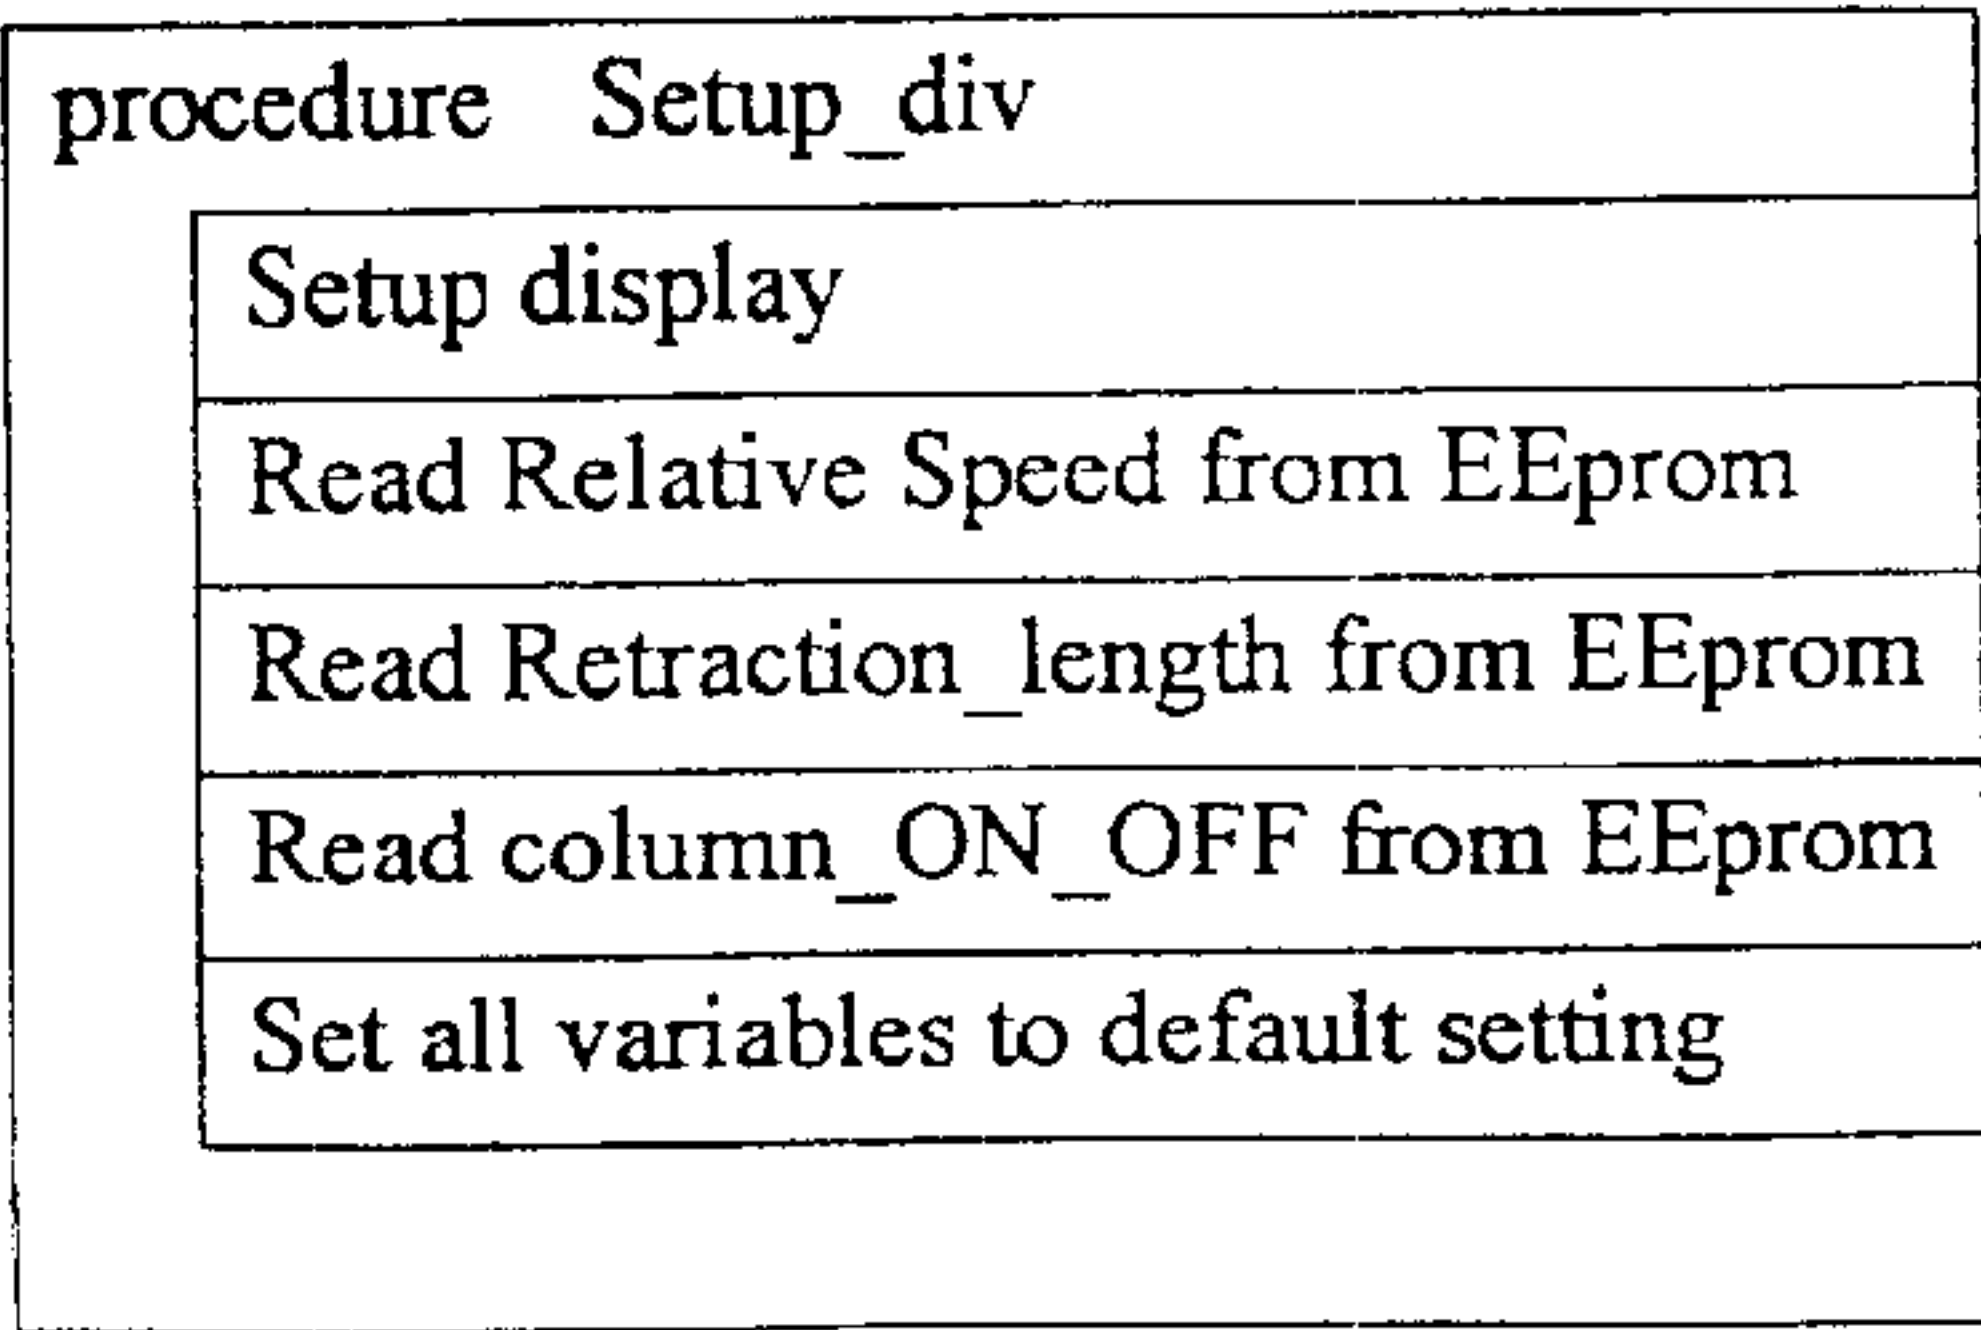 procedure Setup_div
Setup display
Read Relative Speed from EEprom
Read Retraction_length from EEprom
Read column_ON_OFF from EEprom
Set all variables to default setting